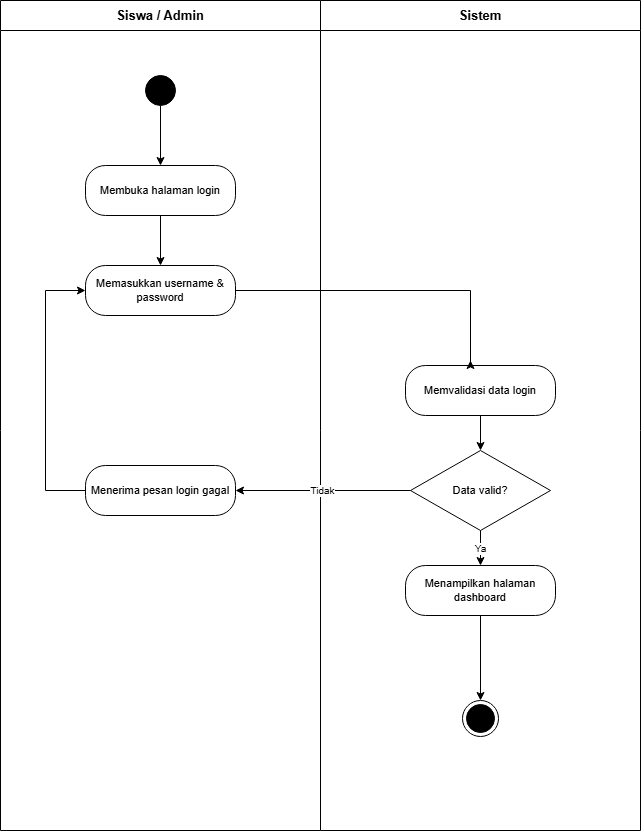 Siswa / Admin
Sistem
Membuka halaman login
Memasukkan username &
password
Memvalidasi data login
Data valid?
Tidak
Menerima pesan login gagal
Ya
Menampilkan halaman
dashboard